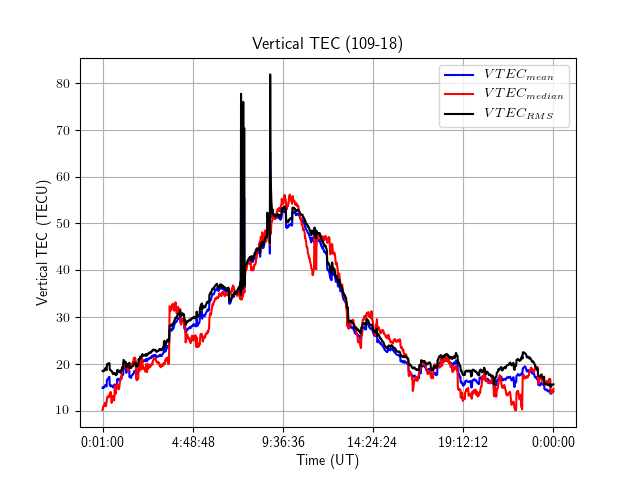 Vertical TEC (109-18)
VTEC_mean
VTEC_median
VTEC_RMS
Vertical TEC (TECU)
80
70
60
50
40
30
20
10
0:01:00 4:48:48 9:36:36 14:24:24 19:12:12 0:00:00
Time (UT)